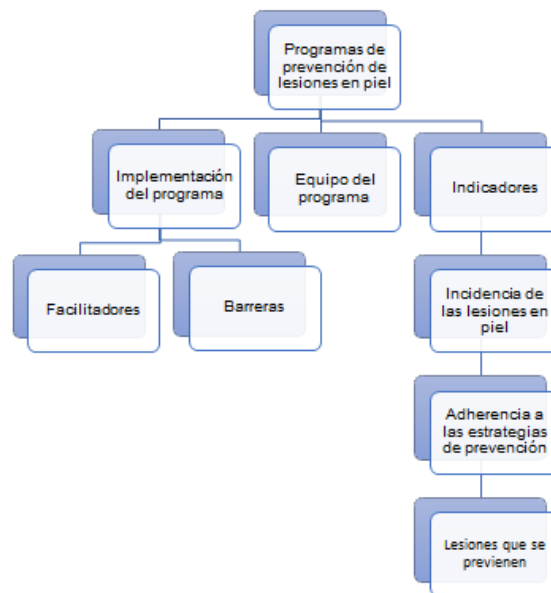 Programas de
prevención de
lesiones en piel
Implementación
del programa
Equipo del
programa
Indicadores
Facilitadores
Barreras
Incidencia de
las lesiones en
piel
Adherencia a
las estrategias
de prevención
Lesiones que se
previenen